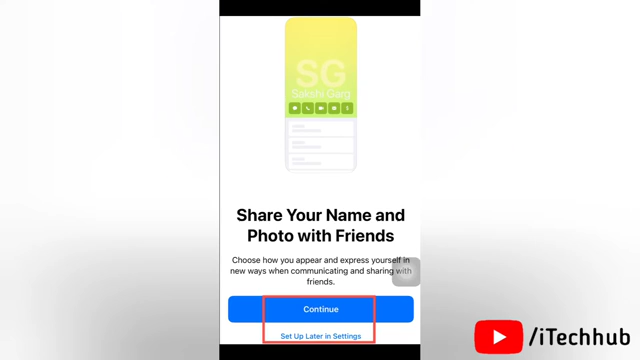 SG
Sakshi Garg
Share Your Name and
Photo with Friends
Choose how you appear and express yourself in
new ways when communicating and sharing with
friends.
Continue
Set Up Later in Settings
/iTechhub